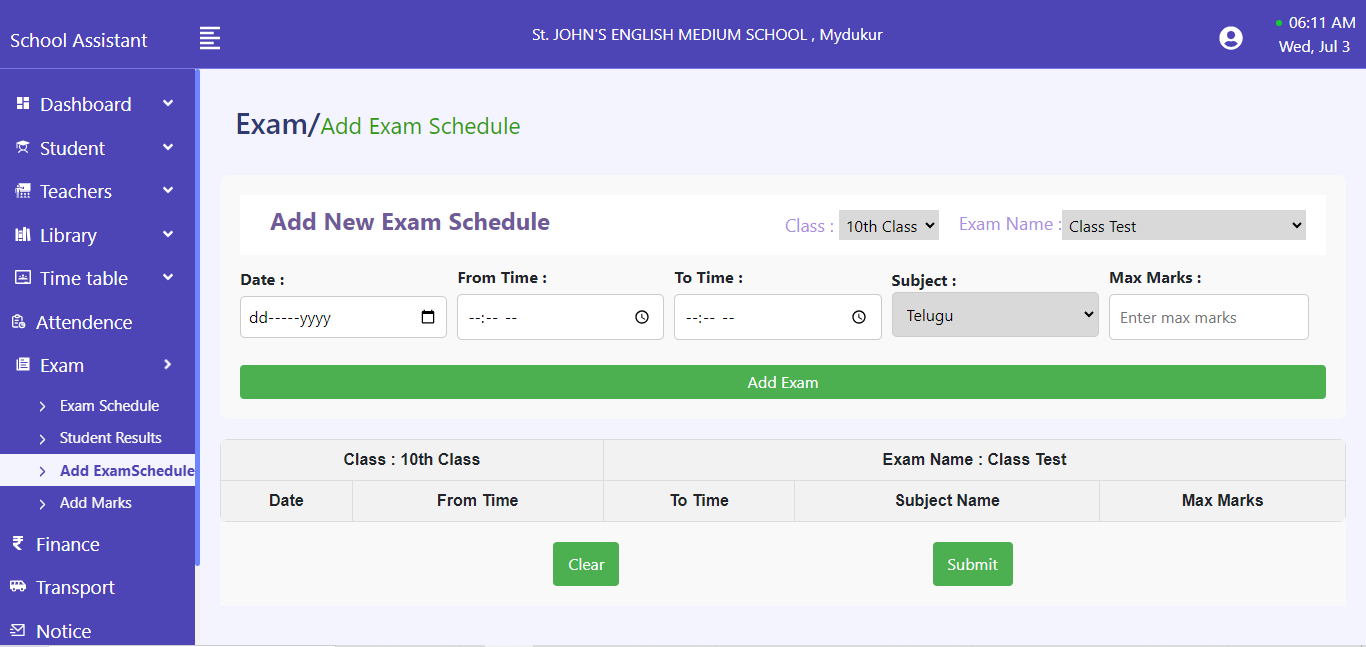 School Assistant
St. JOHN'S ENGLISH MEDIUM SCHOOL , Mydukur
06:11 AM
Wed, Jul 3
Dashboard
Student
Teachers
Library
Time table
Attendence
Exam
Exam Schedule
Student Results
Add ExamSchedule
Add Marks
Finance
Transport
Notice
Exam/Add Exam Schedule
Add New Exam Schedule
Class : 10th Class
Exam Name : Class Test
Date : From Time : To Time : Subject : Max Marks :
dd-----yyyy --:-- -- --:-- -- Telugu Enter max marks
Add Exam
Class : 10th Class Exam Name : Class Test
Date From Time To Time Subject Name Max Marks
Clear Submit